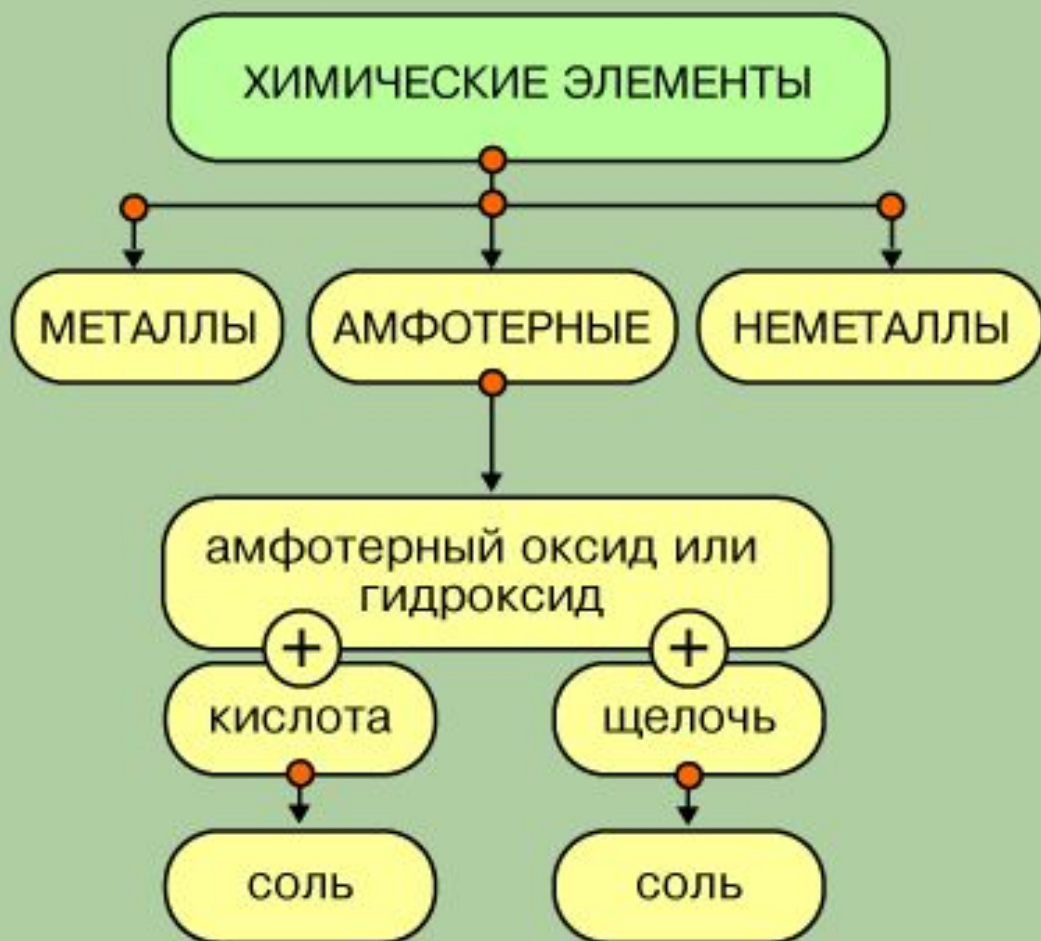 ХИМИЧЕСКИЕ ЭЛЕМЕНТЫ
МЕТАЛЛЫ
АМФОТЕРНЫЕ
НЕМЕТАЛЛЫ
амфотерный оксид или
гидроксид
+
+
кислота
щелочь
соль
соль